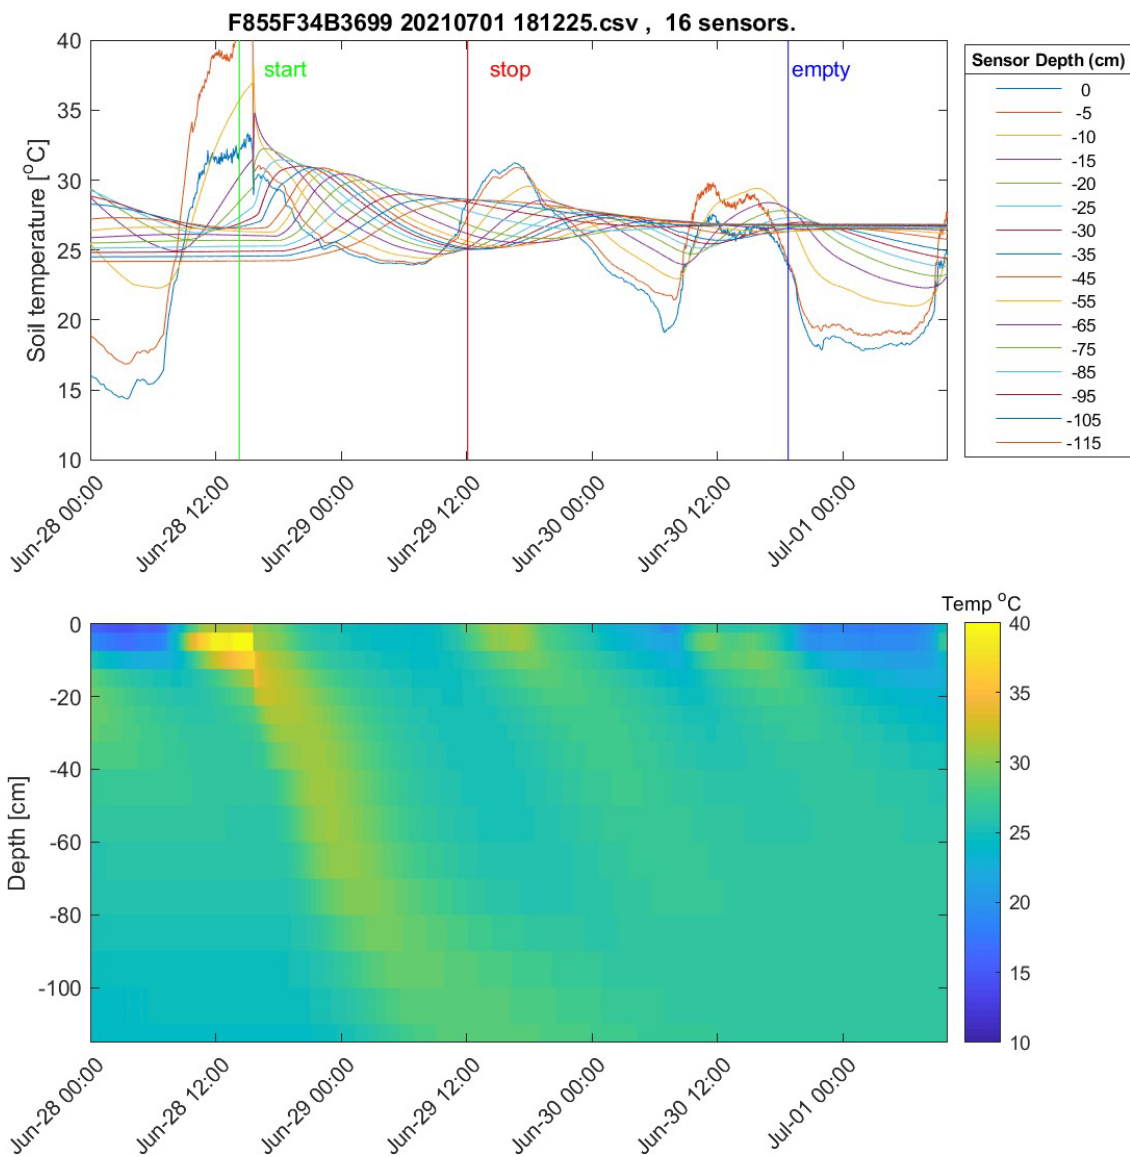 F855F34B3699 20210701 181225.csv , 16 sensors.
Soil temperature [°C]
40
35
30
25
20
15
10
start
stop
empty
Jun-28 00:00
Jun-28 12:00
Jun-29 00:00
Jun-29 12:00
Jun-30 00:00
Jun-30 12:00
Jul-01 00:00
Sensor Depth (cm)
0
-5
-10
-15
-20
-25
-30
-35
-45
-55
-65
-75
-85
-95
-105
-115
Depth [cm]
0
-20
-40
-60
-80
-100
Jun-28 00:00
Jun-28 12:00
Jun-29 00:00
Jun-29 12:00
Jun-30 00:00
Jun-30 12:00
Jul-01 00:00
Temp °C
40
35
30
25
20
15
10